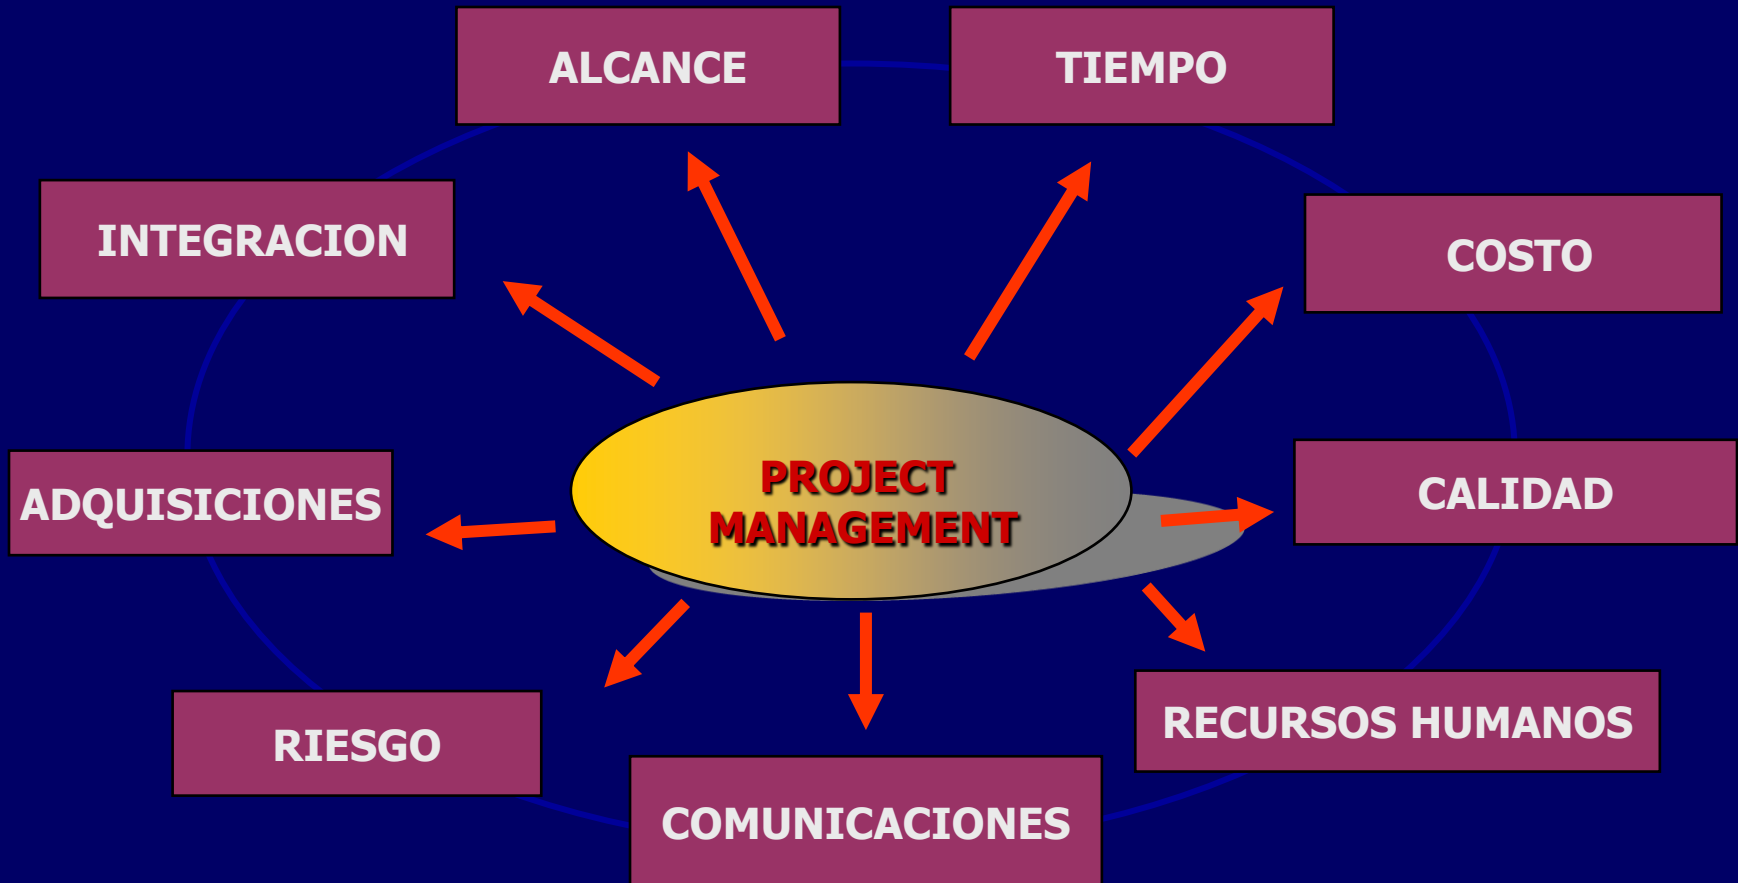 ALCANCE
TIEMPO
INTEGRACION
COSTO
PROJECT
MANAGEMENT
ADQUISICIONES
CALIDAD
RIESGO
RECURSOS HUMANOS
COMUNICACIONES